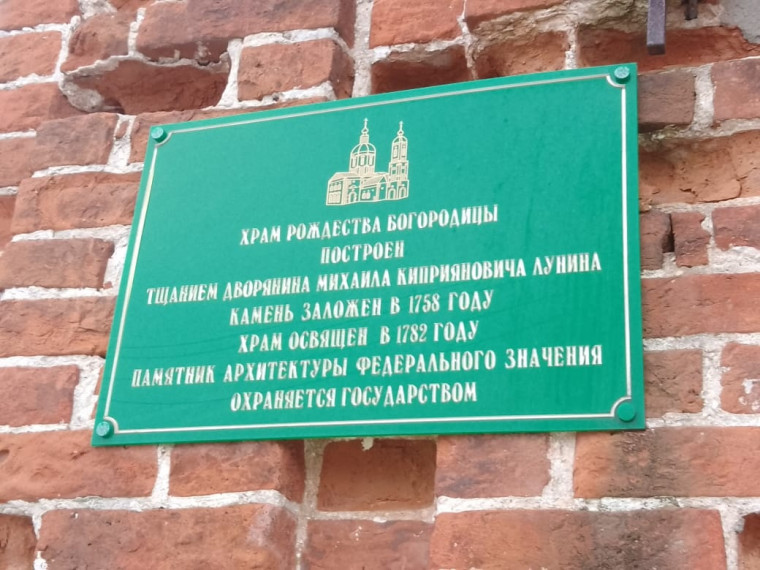 ХРАМ РОЖДЕСТВА БОГОРОДИЦЫ
ПОСТРОЕН
ТЩАНИЕМ ДВОРЯНИНА МИХАИЛА КИПРИЯНОВИЧА ЛУНИНА
КАМЕНЬ ЗАЛОЖЕН В 1758 ГОДУ
ХРАМ ОСВЯЩЕН В 1782 ГОДУ
ПАМЯТНИК АРХИТЕКТУРЫ ФЕДЕРАЛЬНОГО ЗНАЧЕНИЯ
ОХРАНЯЕТСЯ ГОСУДАРСТВОМ